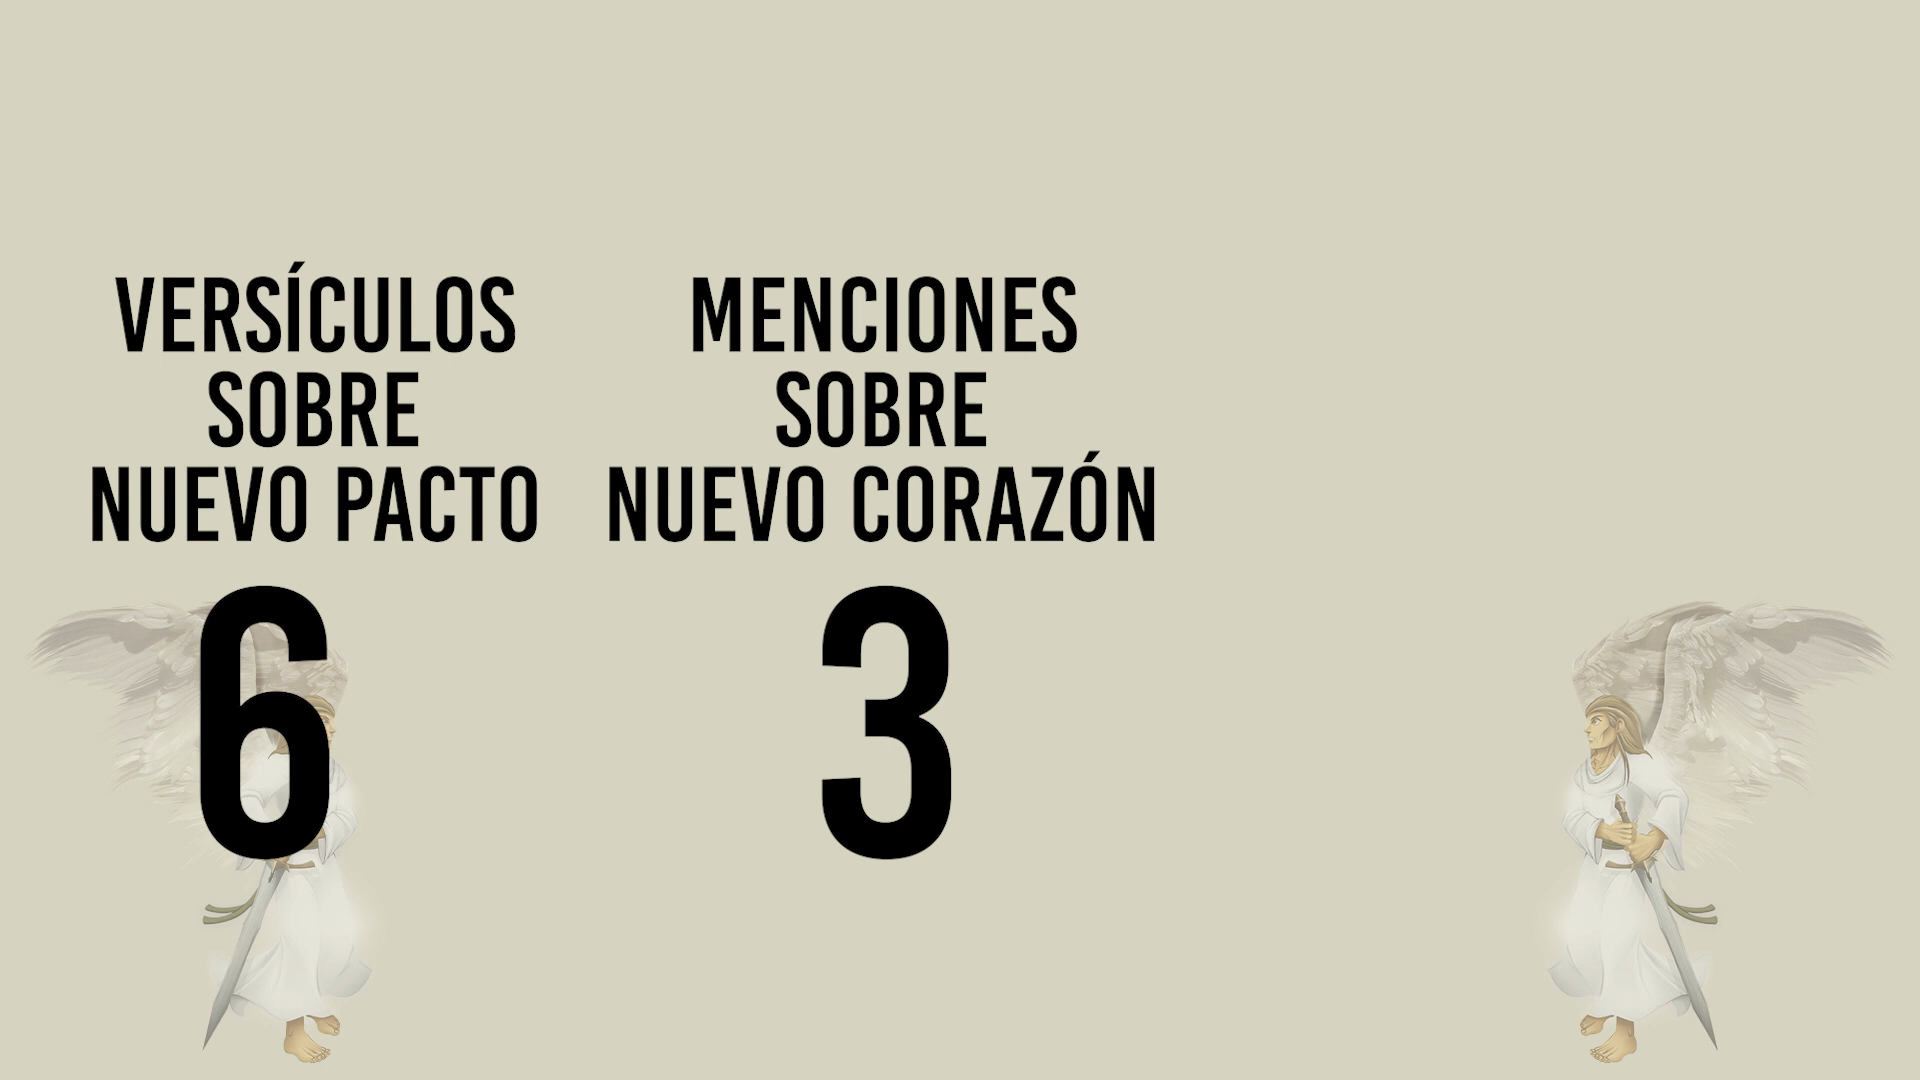 VERSÍCULOS
SOBRE
NUEVO PACTO
6
MENCIONES
SOBRE
NUEVO CORAZÓN
3